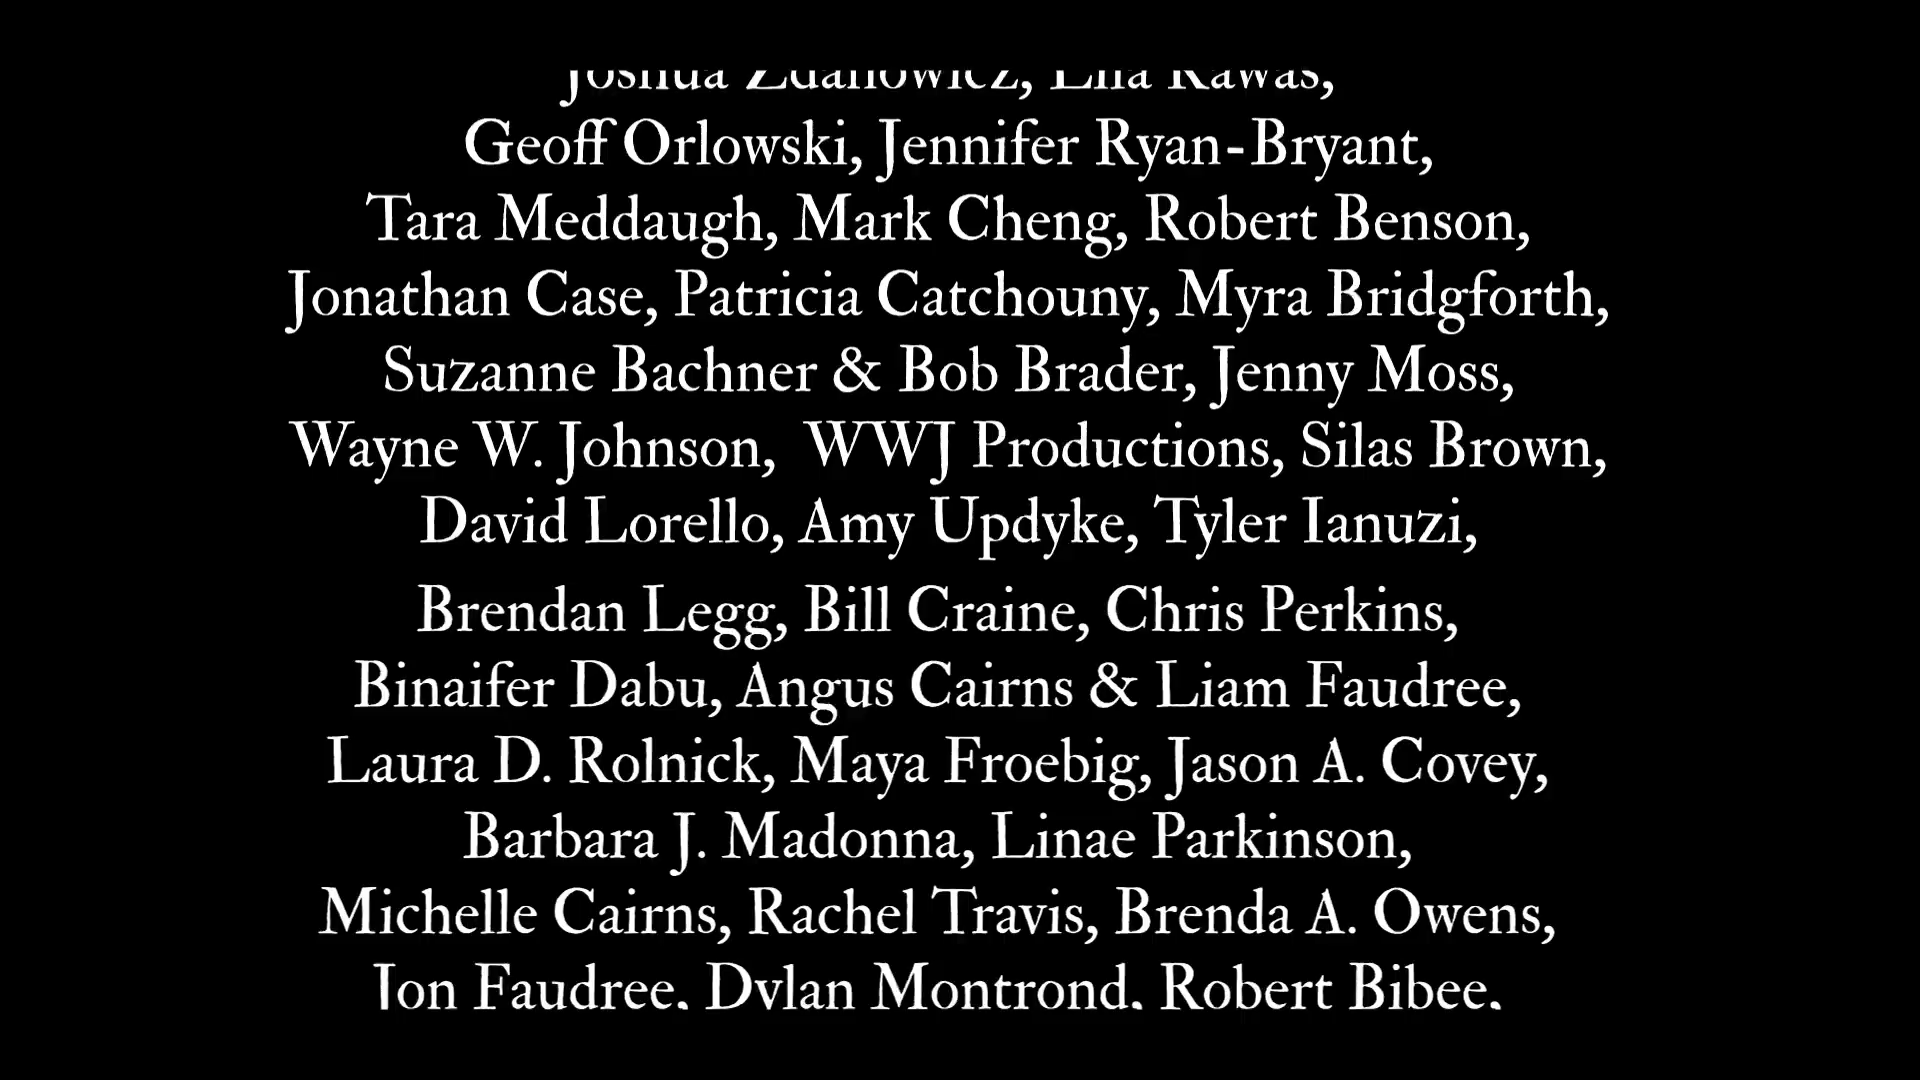 Joshua Zdanowicz, Rawas,
Geoff Orlowski, Jennifer Ryan-Bryant,
Tara Meddaugh, Mark Cheng, Robert Benson,
Jonathan Case, Patricia Catchouny, Myra Bridgforth,
Suzanne Bachner & Bob Brader, Jenny Moss,
Wayne W. Johnson, WWJ Productions, Silas Brown,
David Lorello, Amy Updyke, Tyler Ianuzi,
Brendan Legg, Bill Craine, Chris Perkins,
Binaifer Dabu, Angus Cairns & Liam Faudree,
Laura D. Rolnick, Maya Froebig, Jason A. Covey,
Barbara J. Madonna, Linae Parkinson,
Michelle Cairns, Rachel Travis, Brenda A. Owens,
Jon Faudree, Dylan Montrond, Robert Bibee,